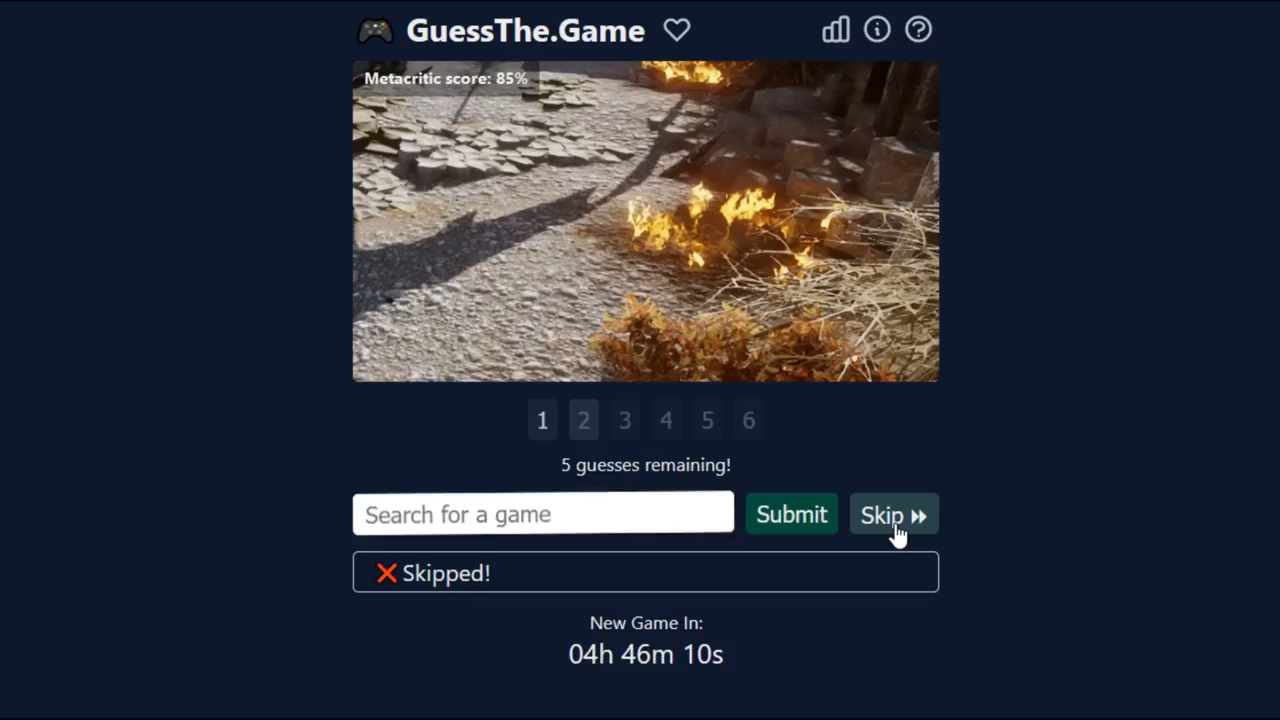 GuessThe.Game
Metacritic score: 85%
1 2 3 4 5 6
5 guesses remaining!
Search for a game
Submit
Skip
Skipped!
New Game In:
04h 46m 10s